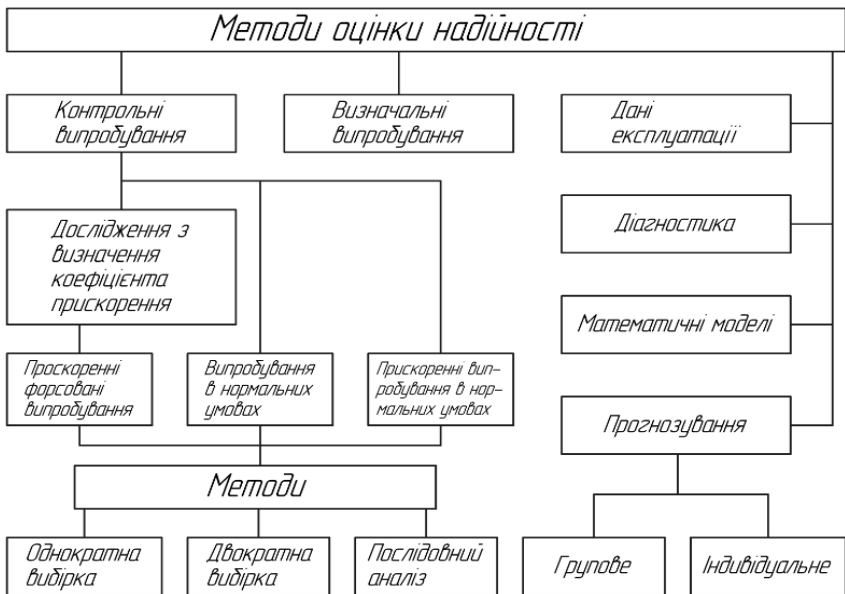 Методи оцінки надійності
Контрольні
випробування
Визначальні
випробування
Дані
експлуатації
Дослідження з
визначення
коефіцієнта
прискорення
Діагностика
Математичні моделі
Проскоренні
форсовані
випробування
Випробування
в нормальних
умовах
Прискоренні вип-
робування в нор-
мальних умовах
Прогнозування
Методи
Однократна
вибірка
Двократна
вибірка
Послідовний
аналіз
Групове
Індивідуальне